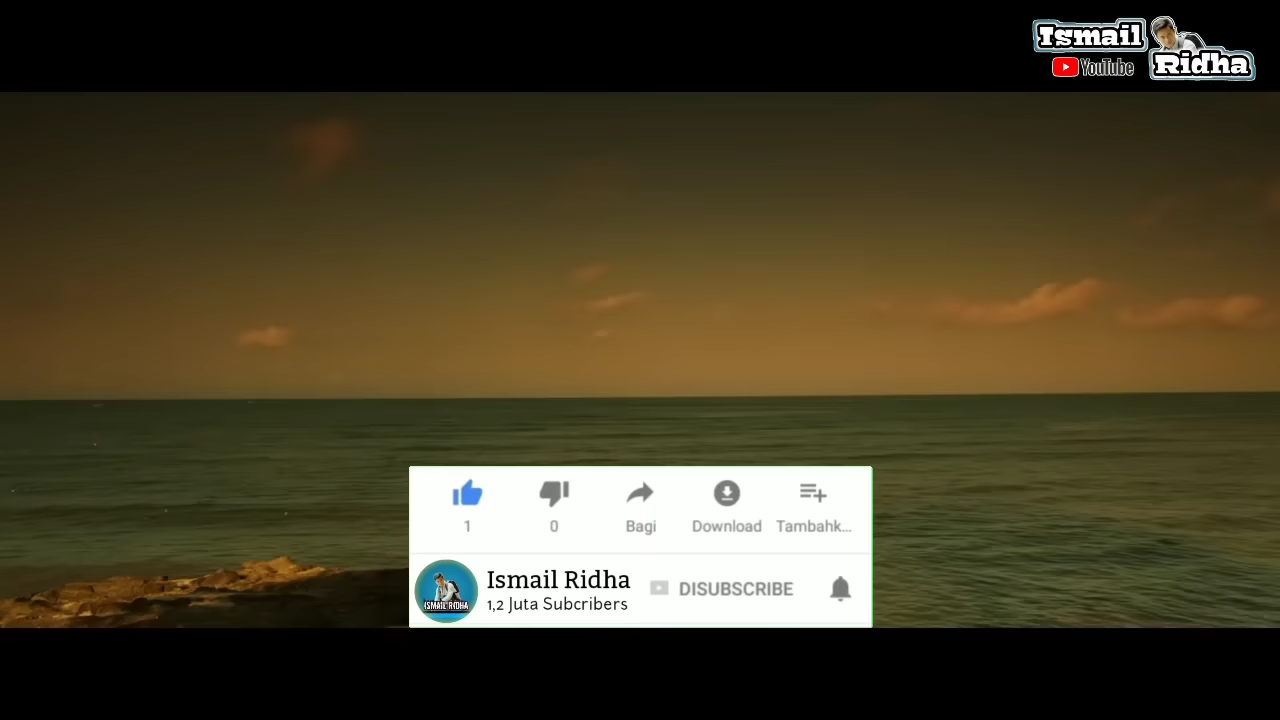 Ismail
Ridha
YouTube
1
0
Bagi
Download
Tambahk...
ISMAIL RIDHA
Ismail Ridha
1,2 Juta Subcribers
DISUBSCRIBE